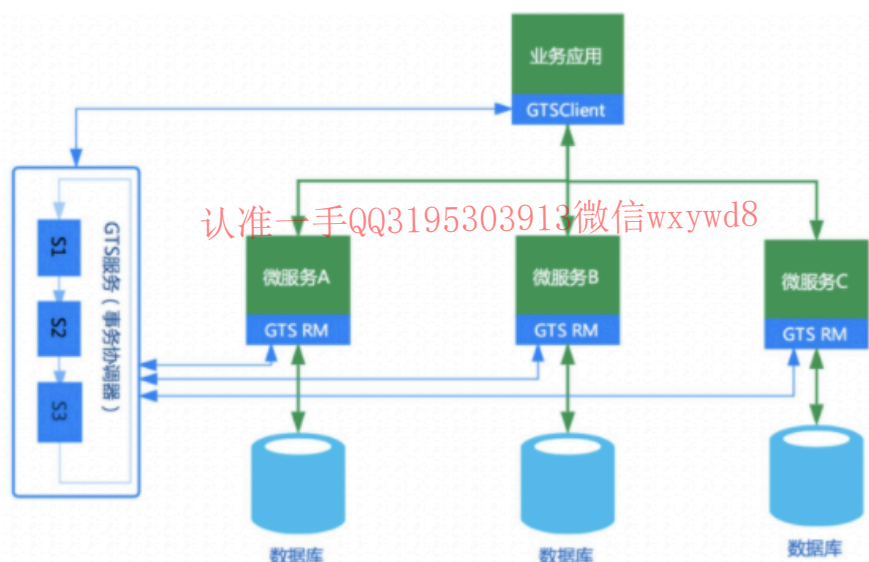 业务应用
GTSClient
认准一手QQ3195303913微信wxywd8
GTS服务（事务协调器）
S1
S2
S3
微服务A
GTS RM
微服务B
GTS RM
微服务C
GTS RM
数据库
数据库
数据库